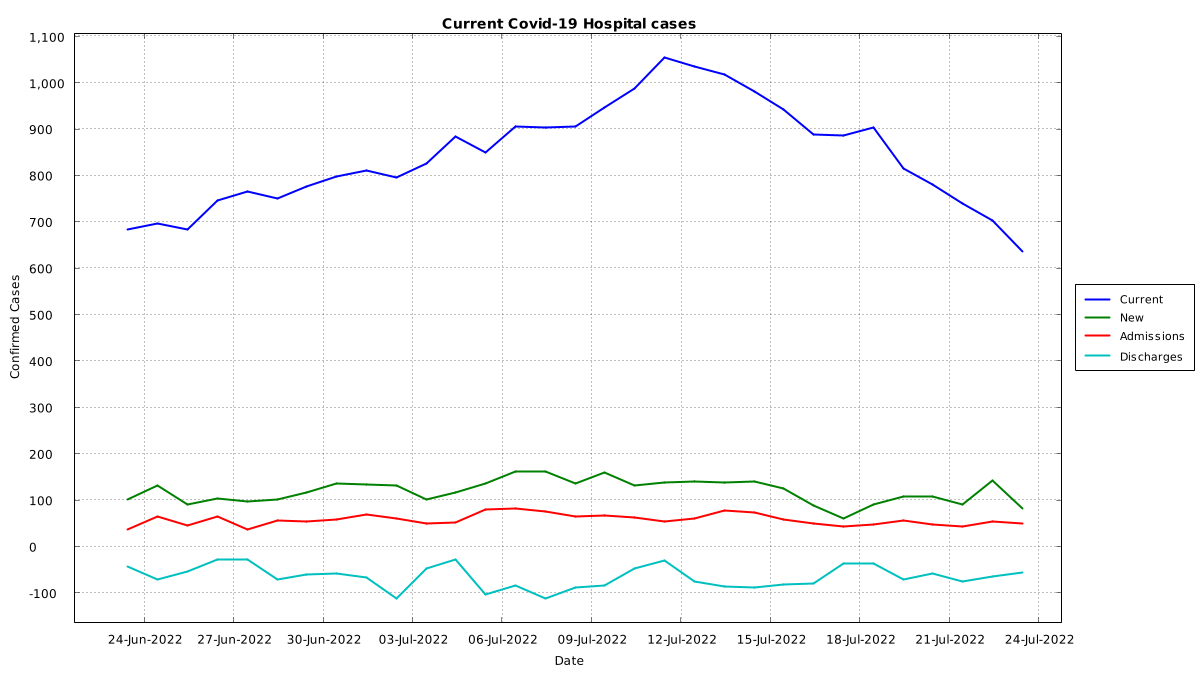 Current Covid-19 Hospital cases
1,100
1,000
900
800
700
600
500
400
300
200
100
0
-100
Confirmed Cases
24-Jun-2022 27-Jun-2022 30-Jun-2022 03-Jul-2022 06-Jul-2022 09-Jul-2022 12-Jul-2022 15-Jul-2022 18-Jul-2022 21-Jul-2022 24-Jul-2022
Date
Current
New
Admissions
Discharges